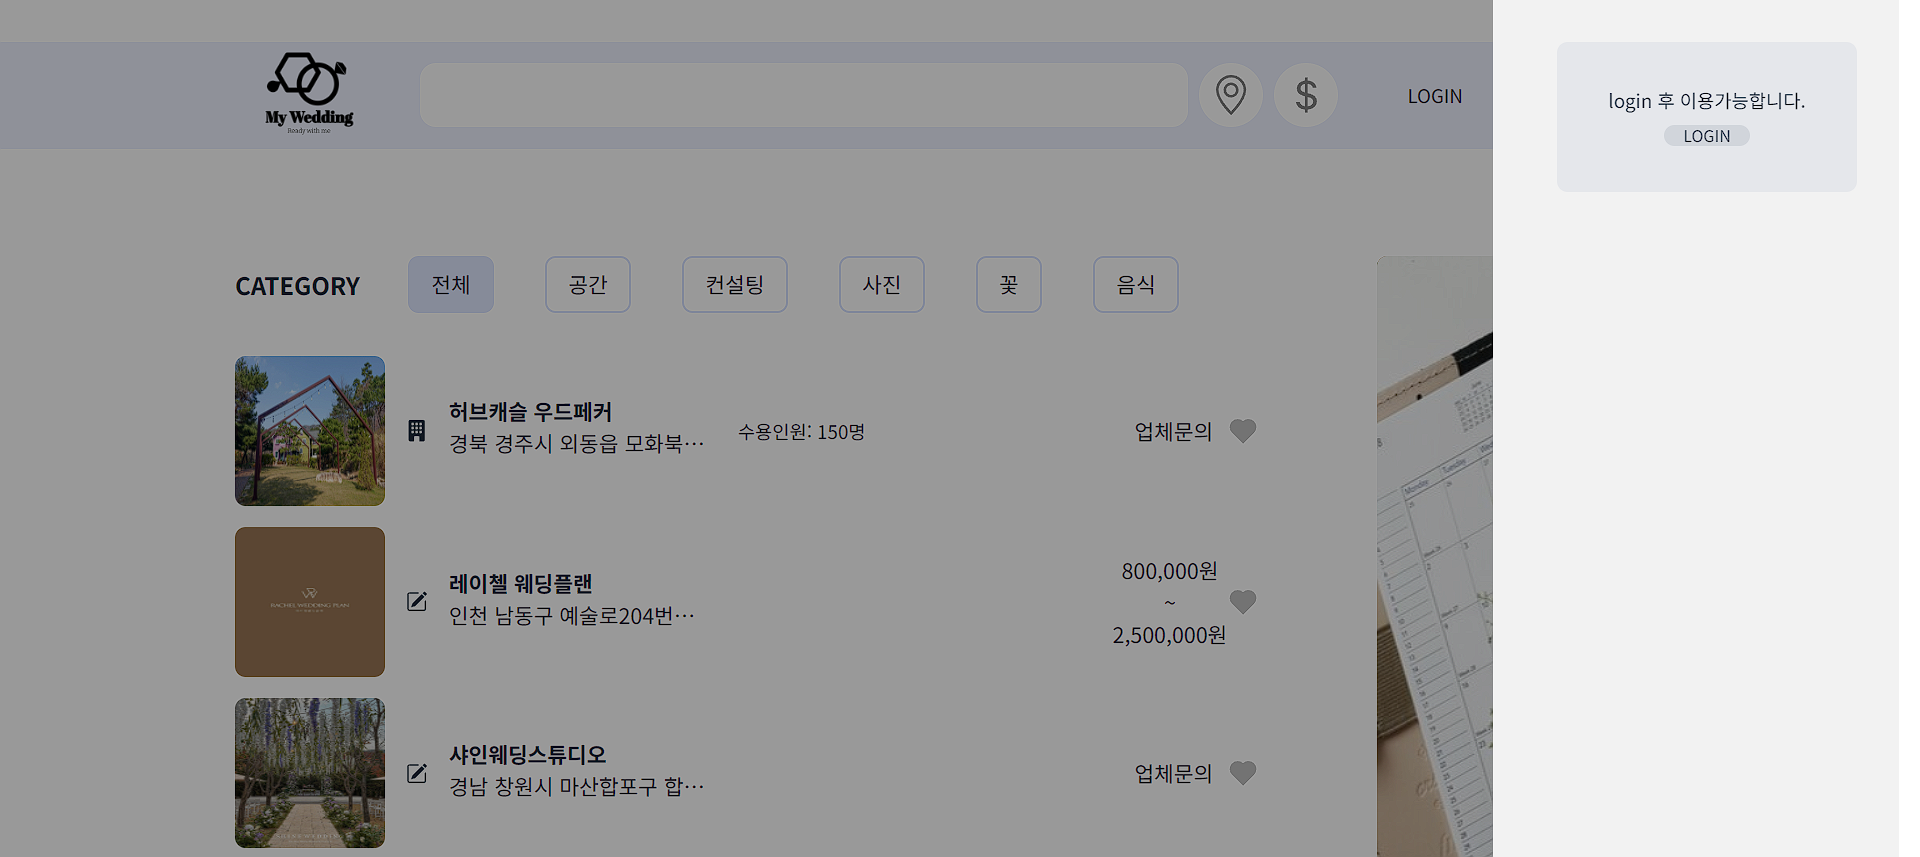 My Wedding
Ready with me
$
LOGIN
login 후 이용가능합니다.
LOGIN
CATEGORY
전체
공간
컨설팅
사진
꽃
음식
허브캐슬 우드페커
경북 경주시 외동읍 모화북···
수용인원: 150명
업체문의
RACHEL WEDDING PLAN
레이첼 웨딩플랜
인천 남동구 예술로204번···
800,000원
~
2,500,000원
샤인웨딩스튜디오
경남 창원시 마산합포구 합···
업체문의
Monday
Tuesday